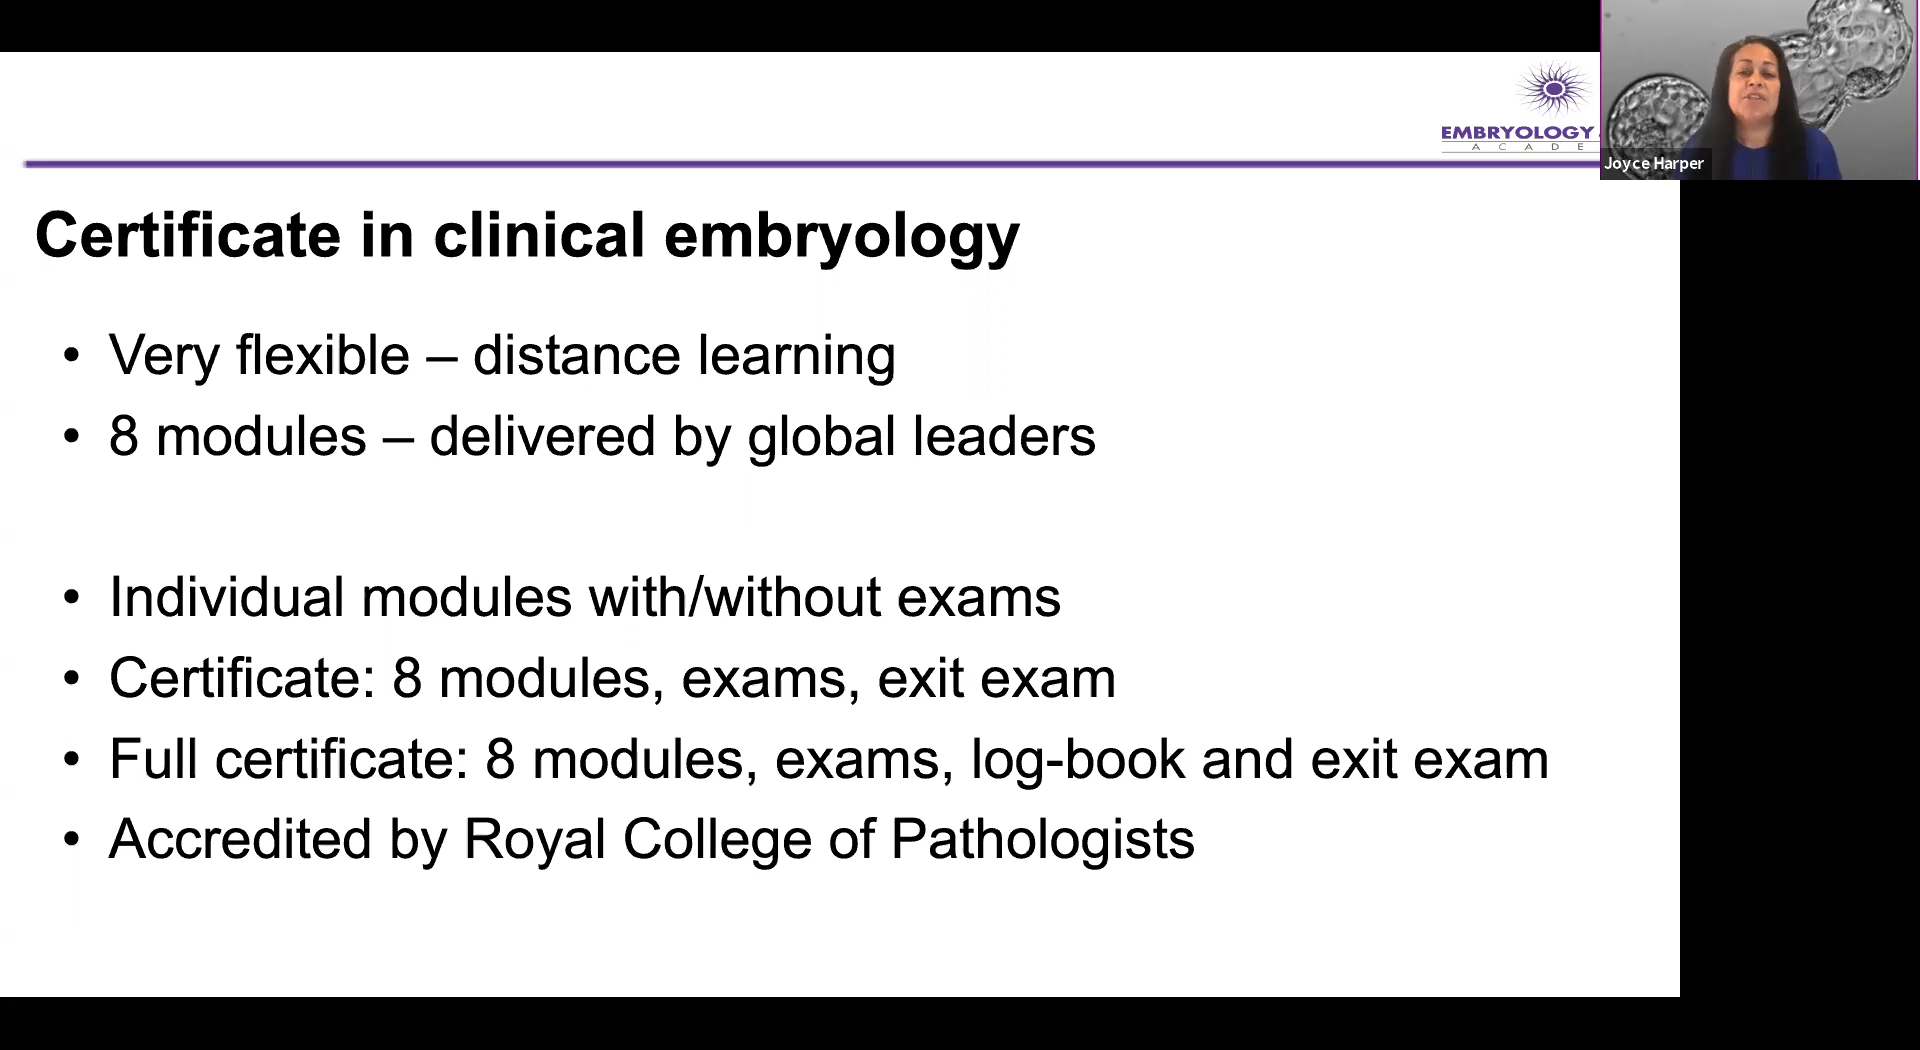 EMBRYOLOGY
A C A D E
Joyce Harper
Certificate in clinical embryology
• Very flexible – distance learning
• 8 modules – delivered by global leaders
• Individual modules with/without exams
• Certificate: 8 modules, exams, exit exam
• Full certificate: 8 modules, exams, log-book and exit exam
• Accredited by Royal College of Pathologists